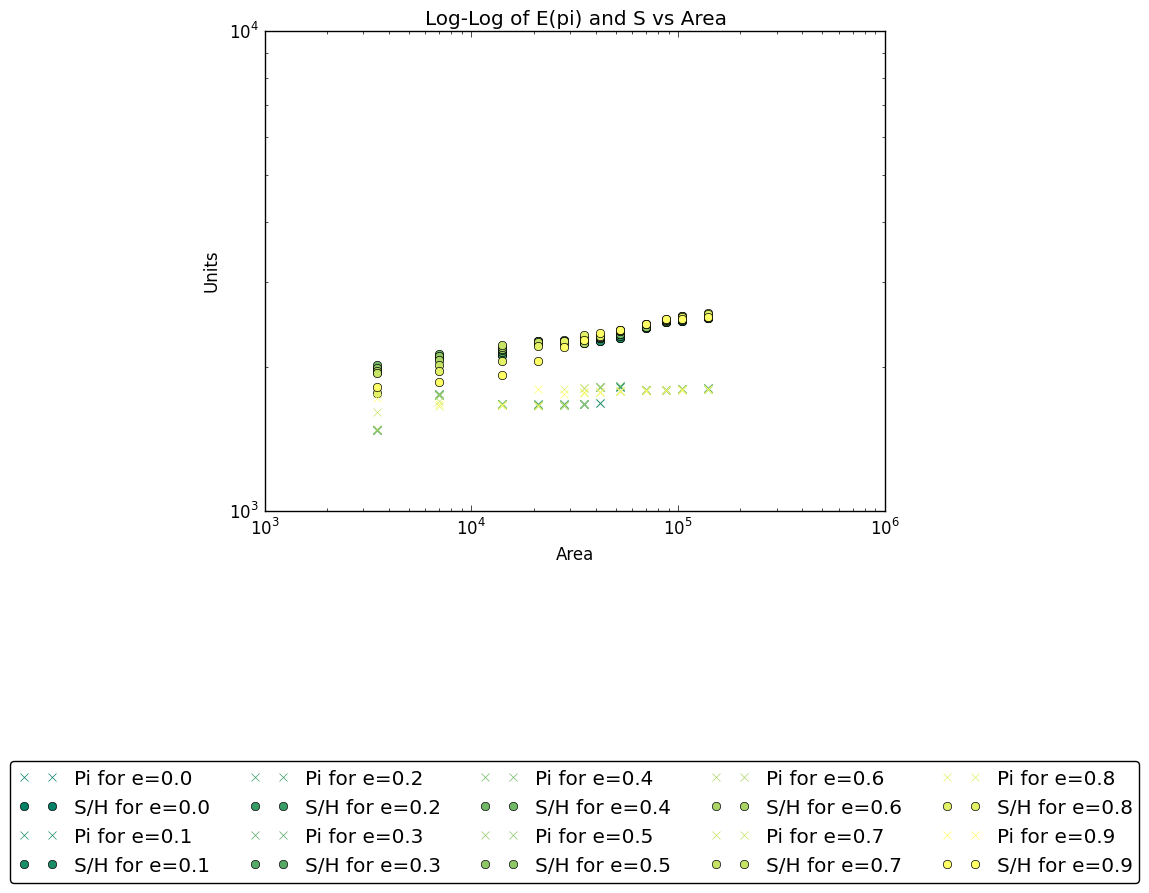 Log-Log of E(pi) and S vs Area
10^4
Units
10^3
10^3 10^4 10^5 10^6
Area
Pi for e=0.0 Pi for e=0.2 Pi for e=0.4 Pi for e=0.6 Pi for e=0.8
S/H for e=0.0 S/H for e=0.2 S/H for e=0.4 S/H for e=0.6 S/H for e=0.8
Pi for e=0.1 Pi for e=0.3 Pi for e=0.5 Pi for e=0.7 Pi for e=0.9
S/H for e=0.1 S/H for e=0.3 S/H for e=0.5 S/H for e=0.7 S/H for e=0.9